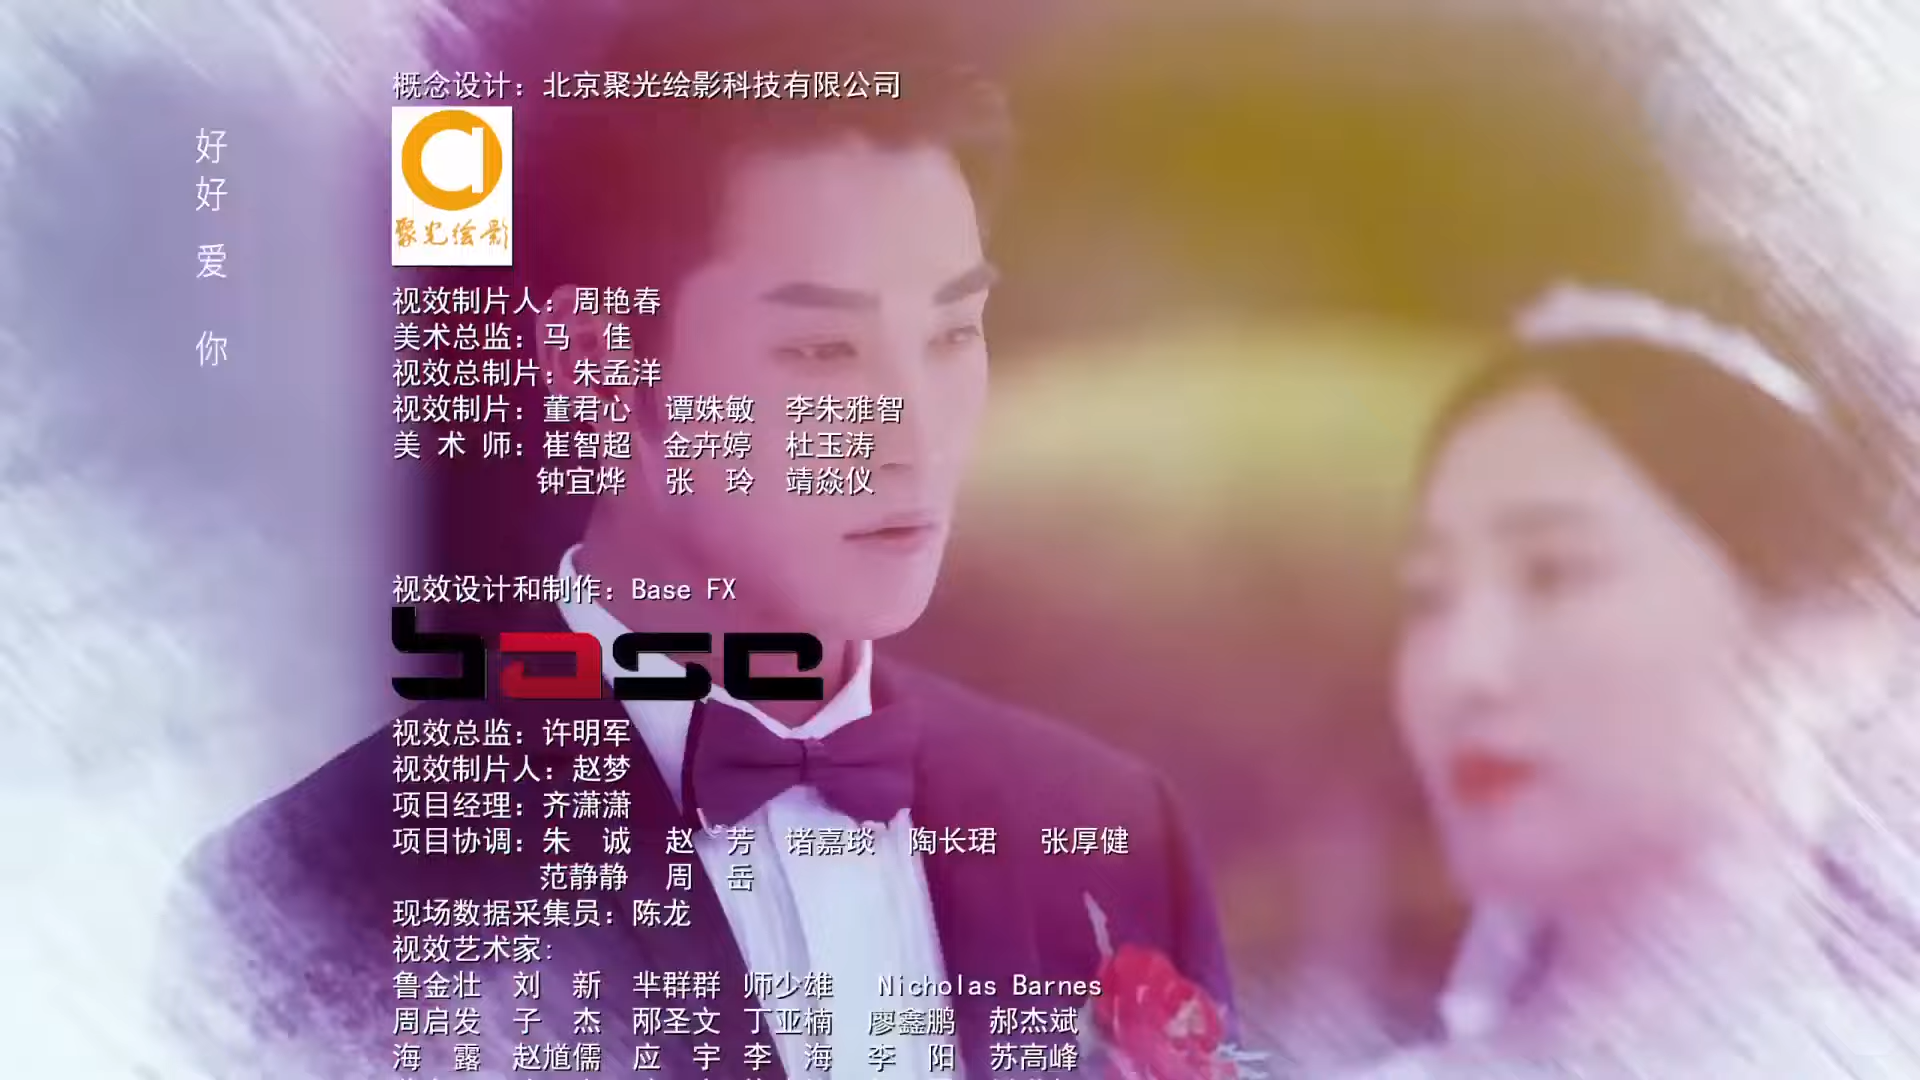 好好爱你
概念设计：北京聚光绘影科技有限公司
聚光绘影
视效制片人：周艳春
美术总监：马　佳
视效总制片：朱孟洋
视效制片：董君心　谭姝敏　李朱雅智
美 术 师：崔智超　金卉婷　杜玉涛
钟宜烨　张　玲　靖焱仪
视效设计和制作：Base FX
base
视效总监：许明军
视效制片人：赵梦
项目经理：齐潇潇
项目协调：朱　诚　赵　芳　诸嘉琰　陶长珺　张厚健
范静静　周　岳
现场数据采集员：陈龙
视效艺术家:
鲁金壮　刘　新　芈群群　师少雄　Nicholas Barnes
周启发　子　杰　邴圣文　丁亚楠　廖鑫鹏　郝杰斌
海　露　赵馗儒　应　宇　李　海　李　阳　苏高峰